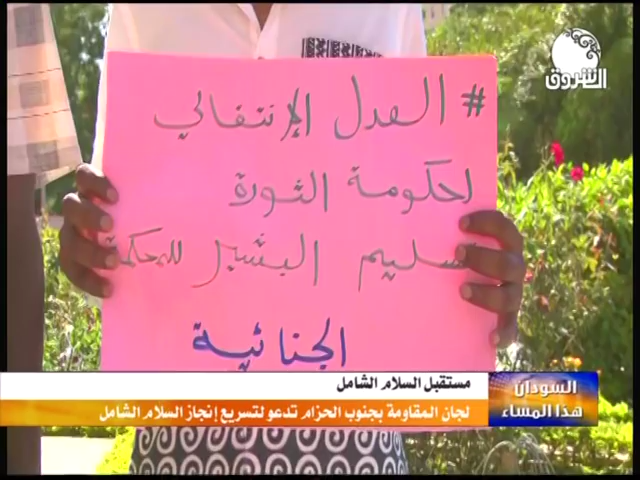 الشروق
# العدل الإنتقالي
لحكومة الثورة
تسليم البشير للمحكمة
الجنائية
مستقبل السلام الشامل
لجان المقاومة بجنوب الحزام تدعو لتسريع إنجاز السلام الشامل
السودان
هذا المساء